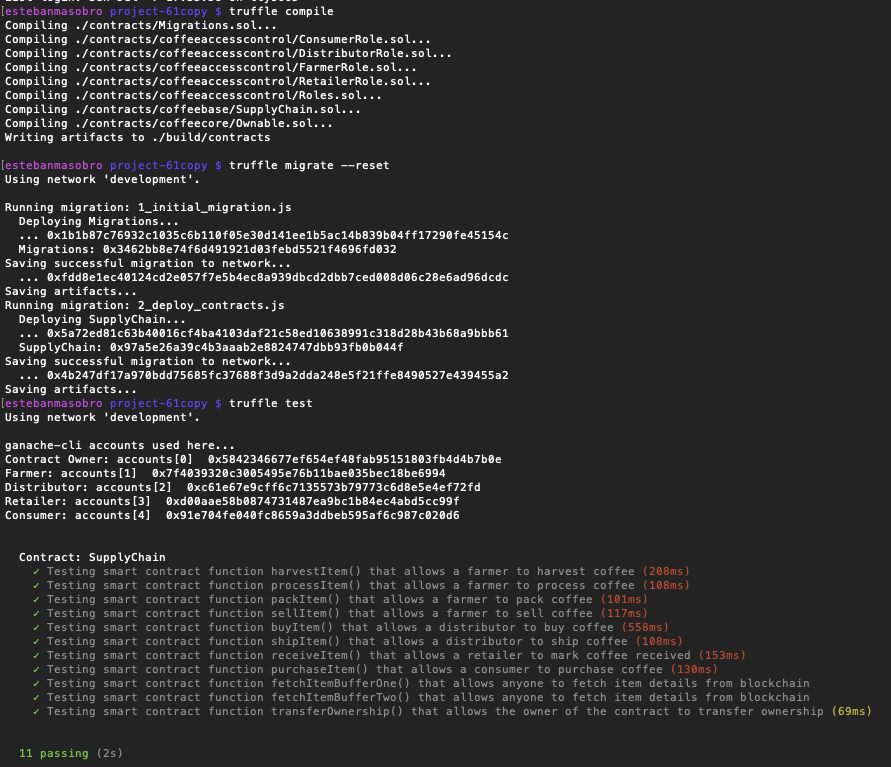 [estebanmasobro project-61copy $ truffle compile
Compiling ./contracts/Migrations.sol...
Compiling ./contracts/coffeeaccesscontrol/ConsumerRole.sol...
Compiling ./contracts/coffeeaccesscontrol/DistributorRole.sol...
Compiling ./contracts/coffeeaccesscontrol/FarmerRole.sol...
Compiling ./contracts/coffeeaccesscontrol/RetailerRole.sol...
Compiling ./contracts/coffeeaccesscontrol/Roles.sol...
Compiling ./contracts/coffeebase/SupplyChain.sol...
Compiling ./contracts/coffeecore/Ownable.sol...
Writing artifacts to ./build/contracts
[estebanmasobro project-61copy $ truffle migrate --reset
Using network 'development'.
Running migration: 1_initial_migration.js
Deploying Migrations...
... 0x1b1b87c76932c1035c6b110f05e30d141ee1b5ac14b839b04ff17290fe45154c
Migrations: 0x3462bb8e74f6d491921d03febd5521f4696fd032
Saving successful migration to network...
... 0xfdd8e1ec40124cd2e057f7e5b4ec8a939dbcd2dbb7ced008d06c28e6ad96dcdc
Saving artifacts...
Running migration: 2_deploy_contracts.js
Deploying SupplyChain...
... 0x5a72ed81c63b40016cf4ba4103daf21c58ed10638991c318d28b43b68a9bbb61
SupplyChain: 0x97a5e26a39c4b3aaab2e8824747dbb93fb0b044f
Saving successful migration to network...
... 0x4b247df17a970bdd75685fc37688f3d9a2dda248e5f21ffe8490527e439455a2
Saving artifacts...
[estebanmasobro project-61copy $ truffle test
Using network 'development'.
ganache-cli accounts used here...
Contract Owner: accounts[0] 0x5842346677ef654ef48fab95151803fb4d4b7b0e
Farmer: accounts[1] 0x7f4039320c3005495e76b11bae035bec18be6994
Distributor: accounts[2] 0xc61e67e9cff6c7135573b79773c6d8e5e4ef72fd
Retailer: accounts[3] 0xd00aae58b0874731487ea9bc1b84ec4abd5cc99f
Consumer: accounts[4] 0x91e704fe040fc8659a3ddbeb595af6c987c020d6
Contract: SupplyChain
✓ Testing smart contract function harvestItem() that allows a farmer to harvest coffee (208ms)
✓ Testing smart contract function processItem() that allows a farmer to process coffee (108ms)
✓ Testing smart contract function packItem() that allows a farmer to pack coffee (101ms)
✓ Testing smart contract function sellItem() that allows a farmer to sell coffee (117ms)
✓ Testing smart contract function buyItem() that allows a distributor to buy coffee (558ms)
✓ Testing smart contract function shipItem() that allows a distributor to ship coffee (108ms)
✓ Testing smart contract function receiveItem() that allows a retailer to mark coffee received (153ms)
✓ Testing smart contract function purchaseItem() that allows a consumer to purchase coffee (130ms)
✓ Testing smart contract function fetchItemBufferOne() that allows anyone to fetch item details from blockchain
✓ Testing smart contract function fetchItemBufferTwo() that allows anyone to fetch item details from blockchain
✓ Testing smart contract function transferOwnership() that allows the owner of the contract to transfer ownership (69ms)
11 passing (2s)